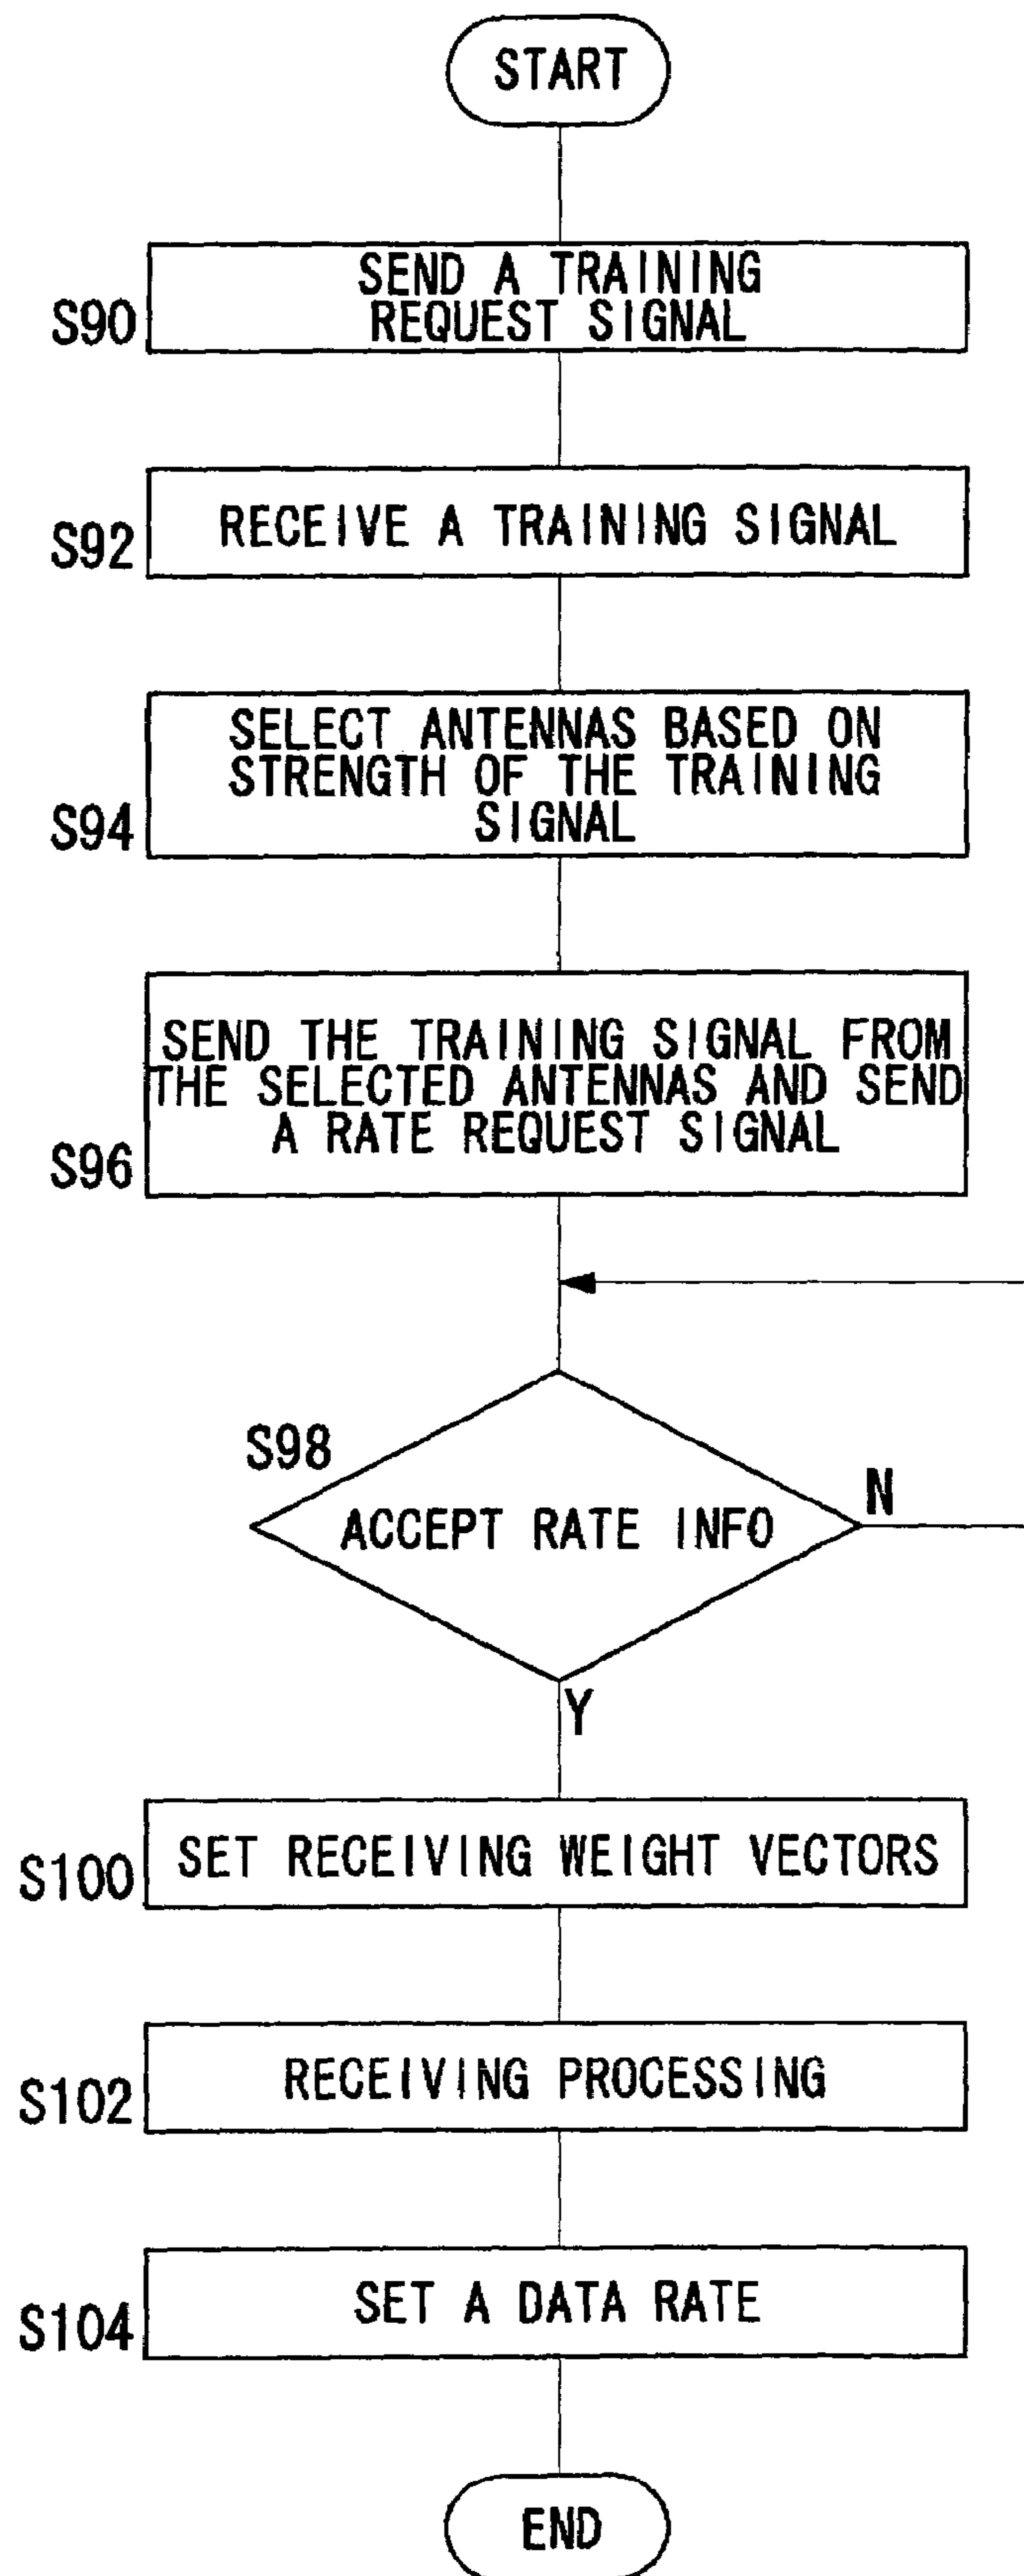 START
SEND A TRAINING
REQUEST SIGNAL
S90
RECEIVE A TRAINING SIGNAL
S92
SELECT ANTENNAS BASED ON
STRENGTH OF THE TRAINING
SIGNAL
S94
SEND THE TRAINING SIGNAL FROM
THE SELECTED ANTENNAS AND SEND
A RATE REQUEST SIGNAL
S96
S98
N
ACCEPT RATE INFO
Y
SET RECEIVING WEIGHT VECTORS
S100
RECEIVING PROCESSING
S102
SET A DATA RATE
S104
END